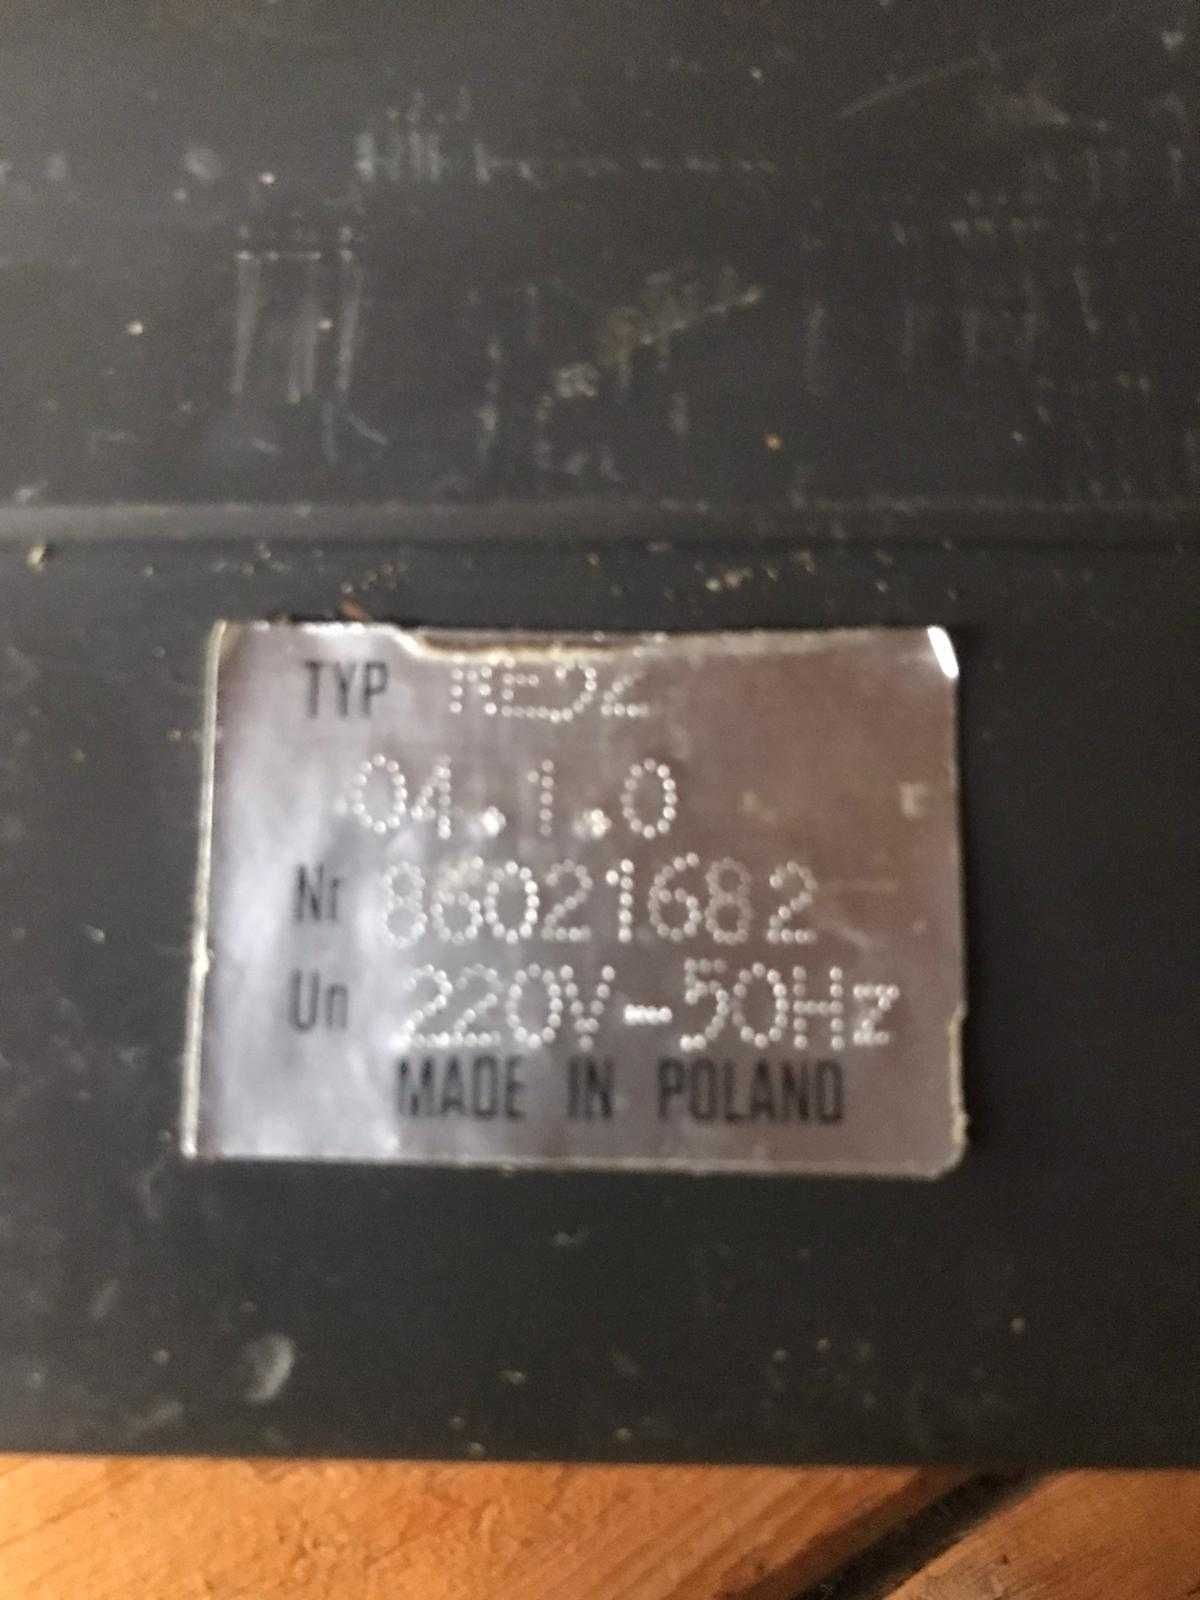 TYP
04.1.0
Nr 86021682
Un 220V-50Hz
MADE IN POLAND